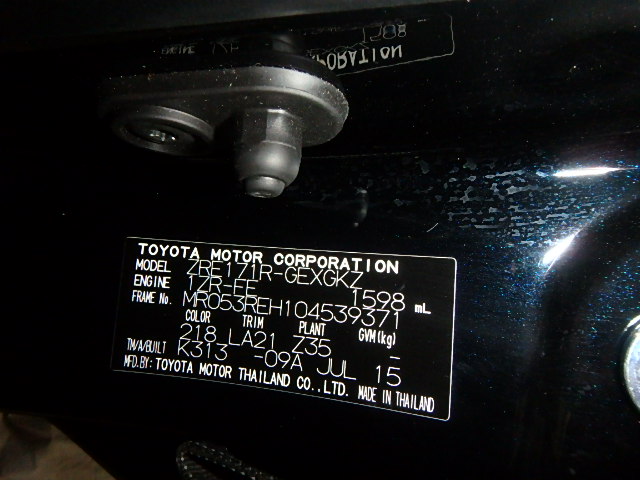 TOYOTA MOTOR CORPORATION
MODEL ZRE171R-GEXGKZ
ENGINE 1ZR-FE 1598 mL
FRAME No. MR053REH104539371
COLOR TRIM PLANT GVM(kg)
218 LA21 Z35 -
TM/A/BUILT K313 -09A JUL 15
MFD.BY: TOYOTA MOTOR THAILAND CO.,LTD. MADE IN THAILAND